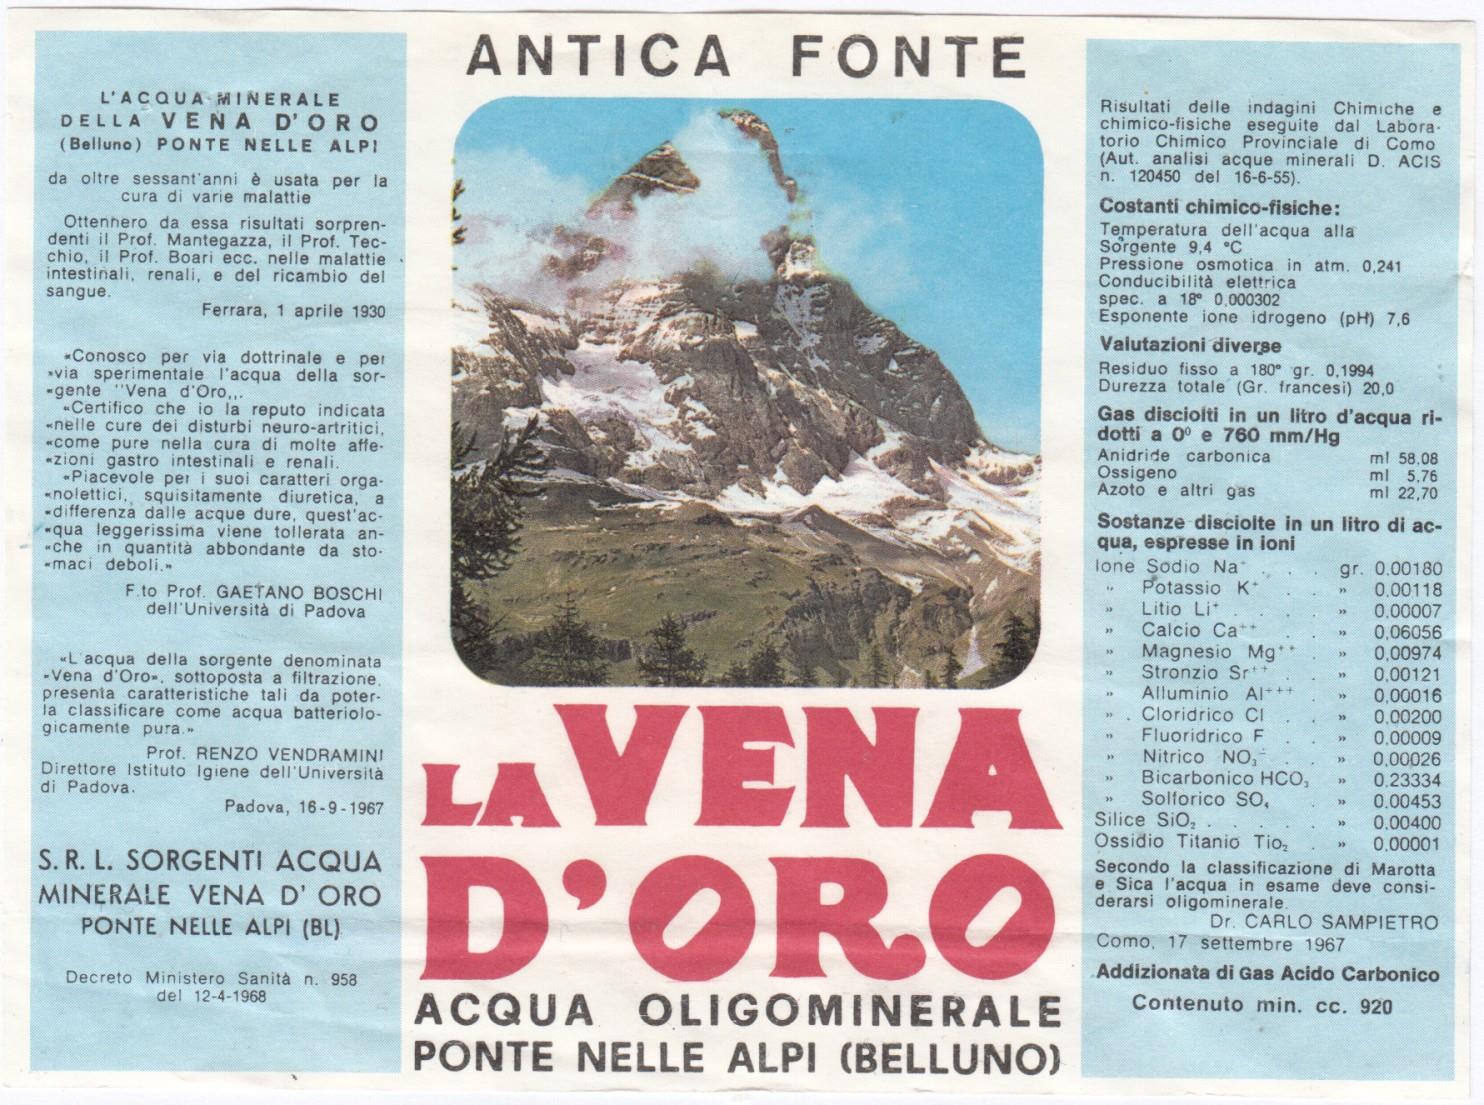 ANTICA FONTE
L'ACQUA MINERALE
DELLA VENA D'ORO
(Belluno) PONTE NELLE ALPI
da oltre sessant'anni è usata per la
cura di varie malattie
Ottennero da essa risultati sorpren-
denti il Prof. Mantegazza, il Prof. Tec-
chio, il Prof. Boari ecc. nelle malattie
intestinali, renali, e del ricambio del
sangue.
Ferrara, 1 aprile 1930
«Conosco per via dottrinale e per
»via sperimentale l'acqua della sor-
«gente "Vena d'Oro,,.
«Certifico che io la reputo indicata
«nelle cure dei disturbi neuro-artritici,
«come pure nella cura di molte affe-
«zioni gastro intestinali e renali.
«Piacevole per i suoi caratteri orga-
«nolettici, squisitamente diuretica, a
«differenza dalle acque dure, quest'ac-
«qua leggerissima viene tollerata an-
«che in quantità abbondante da sto-
«maci deboli.»
F.to Prof. GAETANO BOSCHI
dell'Università di Padova
«L'acqua della sorgente denominata
«Vena d'Oro», sottoposta a filtrazione,
presenta caratteristiche tali da poter-
la classificare come acqua batteriolo-
gicamente pura.»
Prof. RENZO VENDRAMINI
Direttore Istituto Igiene dell'Università
di Padova.
Padova, 16-9-1967
S.R.L. SORGENTI ACQUA
MINERALE VENA D'ORO
PONTE NELLE ALPI (BL)
Decreto Ministero Sanità n. 958
del 12-4-1968
LA VENA
D'ORO
ACQUA OLIGOMINERALE
PONTE NELLE ALPI (BELLUNO)
Risultati delle indagini Chimiche e
chimico-fisiche eseguite dal Labora-
torio Chimico Provinciale di Como
(Aut. analisi acque minerali D. ACIS
n. 120450 del 16-6-55).
Costanti chimico-fisiche:
Temperatura dell'acqua alla
Sorgente 9,4 °C
Pressione osmotica in atm. 0,241
Conducibilità elettrica
spec. a 18° 0,000302
Esponente ione idrogeno (pH) 7,6
Valutazioni diverse
Residuo fisso a 180° gr. 0,1994
Durezza totale (Gr. francesi) 20,0
Gas disciolti in un litro d'acqua ri-
dotti a 0° e 760 mm/Hg
Anidride carbonica ml 58,08
Ossigeno ml 5,76
Azoto e altri gas ml 22,70
Sostanze disciolte in un litro di ac-
qua, espresse in ioni
Ione Sodio Na⁺ . . . gr. 0,00180
» Potassio K⁺ . . » 0,00118
» Litio Li⁺ . . . » 0,00007
» Calcio Ca⁺⁺ . . » 0,06056
» Magnesio Mg⁺⁺ . » 0,00974
» Stronzio Sr⁺⁺ . » 0,00121
» Alluminio Al⁺⁺⁺ . » 0,00016
» Cloridrico Cl . » 0,00200
» Fluoridrico F . » 0,00009
» Nitrico NO₃⁻ . » 0,00026
» Bicarbonico HCO₃ » 0,23334
» Solforico SO₄ . » 0,00453
Silice SiO₂ . . . . . » 0,00400
Ossidio Titanio Tio₂ . » 0,00001
Secondo la classificazione di Marotta
e Sica l'acqua in esame deve consi-
derarsi oligominerale.
Dr. CARLO SAMPIETRO
Como, 17 settembre 1967
Addizionata di Gas Acido Carbonico
Contenuto min. cc. 920